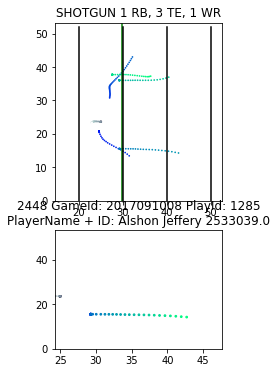 SHOTGUN 1 RB, 3 TE, 1 WR
50
40
30
20
10
0
20 30 40 50
2448 GameId: 2017091008 PlayId: 1285
PlayerName + ID: Alshon Jeffery 2533039.0
40
20
0
25 30 35 40 45